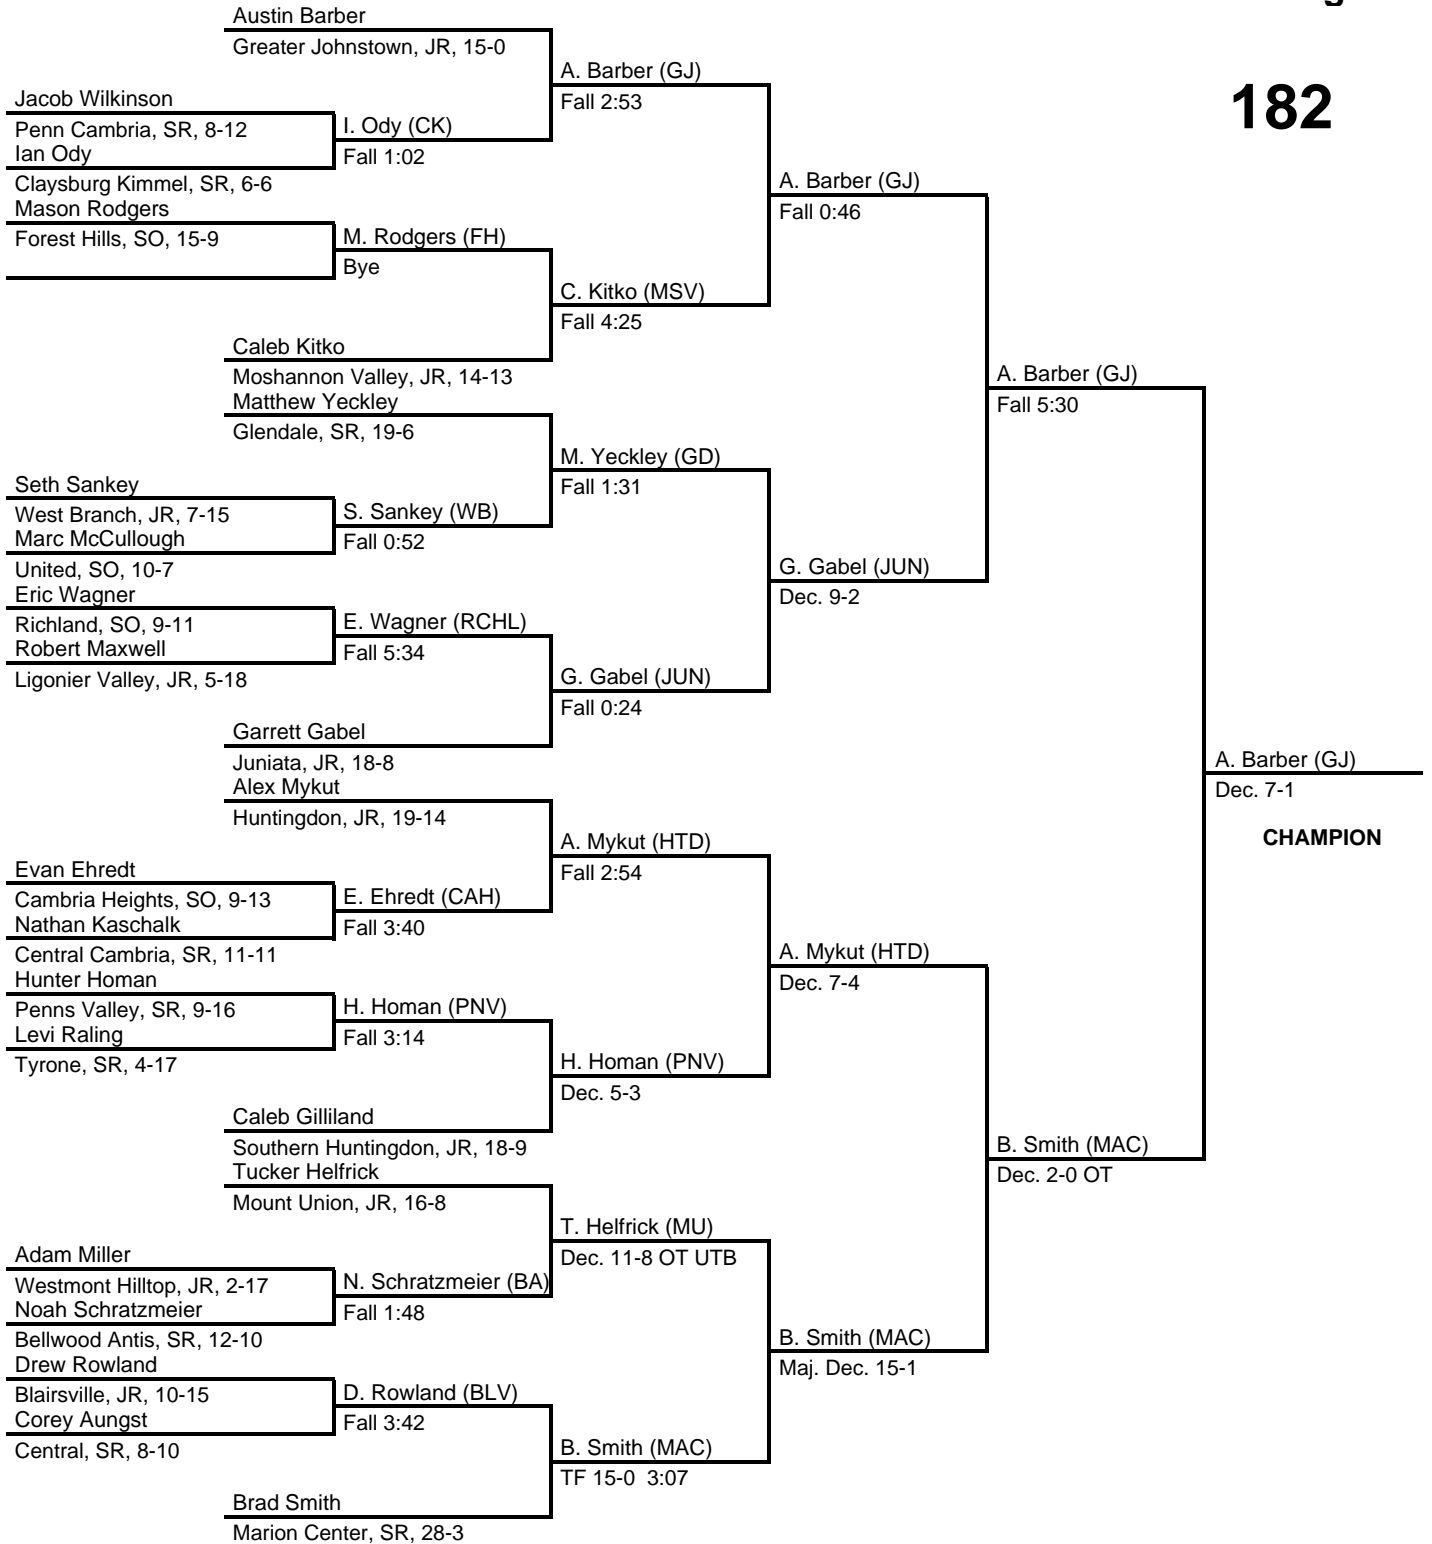 Austin Barber
Greater Johnstown, JR, 15-0
A. Barber (GJ)
Fall 2:53
182
Jacob Wilkinson
Penn Cambria, SR, 8-12
Ian Ody
I. Ody (CK)
Fall 1:02
Claysburg Kimmel, SR, 6-6
Mason Rodgers
A. Barber (GJ)
Fall 0:46
Forest Hills, SO, 15-9
M. Rodgers (FH)
Bye
C. Kitko (MSV)
Fall 4:25
Caleb Kitko
Moshannon Valley, JR, 14-13
Matthew Yeckley
A. Barber (GJ)
Fall 5:30
Glendale, SR, 19-6
M. Yeckley (GD)
Fall 1:31
Seth Sankey
West Branch, JR, 7-15
Marc McCullough
S. Sankey (WB)
Fall 0:52
United, SO, 10-7
Eric Wagner
G. Gabel (JUN)
Dec. 9-2
Richland, SO, 9-11
Robert Maxwell
E. Wagner (RCHL)
Fall 5:34
Ligonier Valley, JR, 5-18
G. Gabel (JUN)
Fall 0:24
Garrett Gabel
Juniata, JR, 18-8
Alex Mykut
A. Barber (GJ)
Dec. 7-1
CHAMPION
Huntingdon, JR, 19-14
A. Mykut (HTD)
Fall 2:54
Evan Ehredt
Cambria Heights, SO, 9-13
Nathan Kaschalk
E. Ehredt (CAH)
Fall 3:40
Central Cambria, SR, 11-11
Hunter Homan
A. Mykut (HTD)
Dec. 7-4
Penns Valley, SR, 9-16
Levi Raling
H. Homan (PNV)
Fall 3:14
Tyrone, SR, 4-17
H. Homan (PNV)
Dec. 5-3
Caleb Gilliland
Southern Huntingdon, JR, 18-9
Tucker Helfrick
B. Smith (MAC)
Dec. 2-0 OT
Mount Union, JR, 16-8
T. Helfrick (MU)
Dec. 11-8 OT UTB
Adam Miller
Westmont Hilltop, JR, 2-17
Noah Schratzmeier
N. Schratzmeier (BA)
Fall 1:48
Bellwood Antis, SR, 12-10
Drew Rowland
B. Smith (MAC)
Maj. Dec. 15-1
Blairsville, JR, 10-15
Corey Aungst
D. Rowland (BLV)
Fall 3:42
Central, SR, 8-10
B. Smith (MAC)
TF 15-0 3:07
Brad Smith
Marion Center, SR, 28-3